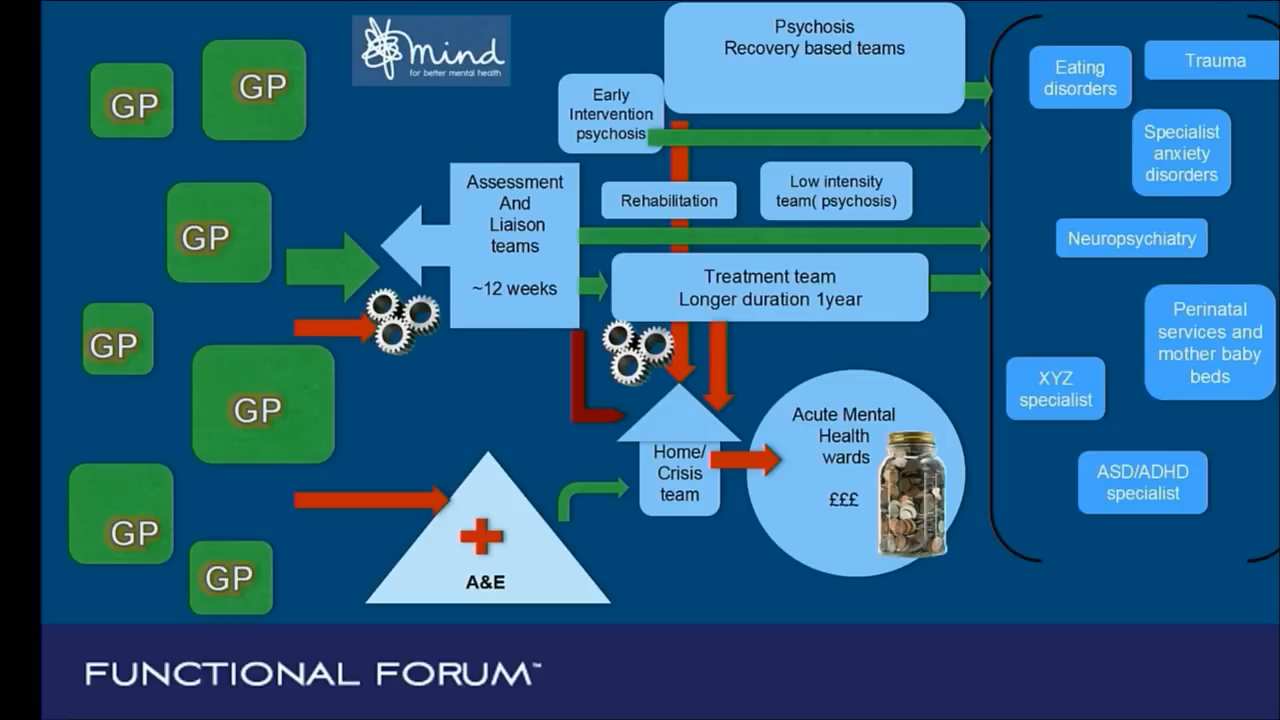 GP
GP
GP
GP
GP
GP
GP
mind
for better mental health
Psychosis
Recovery based teams
Early
Intervention
psychosis
Assessment
And
Liaison
teams
~12 weeks
Rehabilitation
Low intensity
team( psychosis)
Treatment team
Longer duration 1year
Home/
Crisis
team
Acute Mental
Health
wards
£££
A&E
Eating
disorders
Trauma
Specialist
anxiety
disorders
Neuropsychiatry
Perinatal
services and
mother baby
beds
XYZ
specialist
ASD/ADHD
specialist
FUNCTIONAL FORUM™